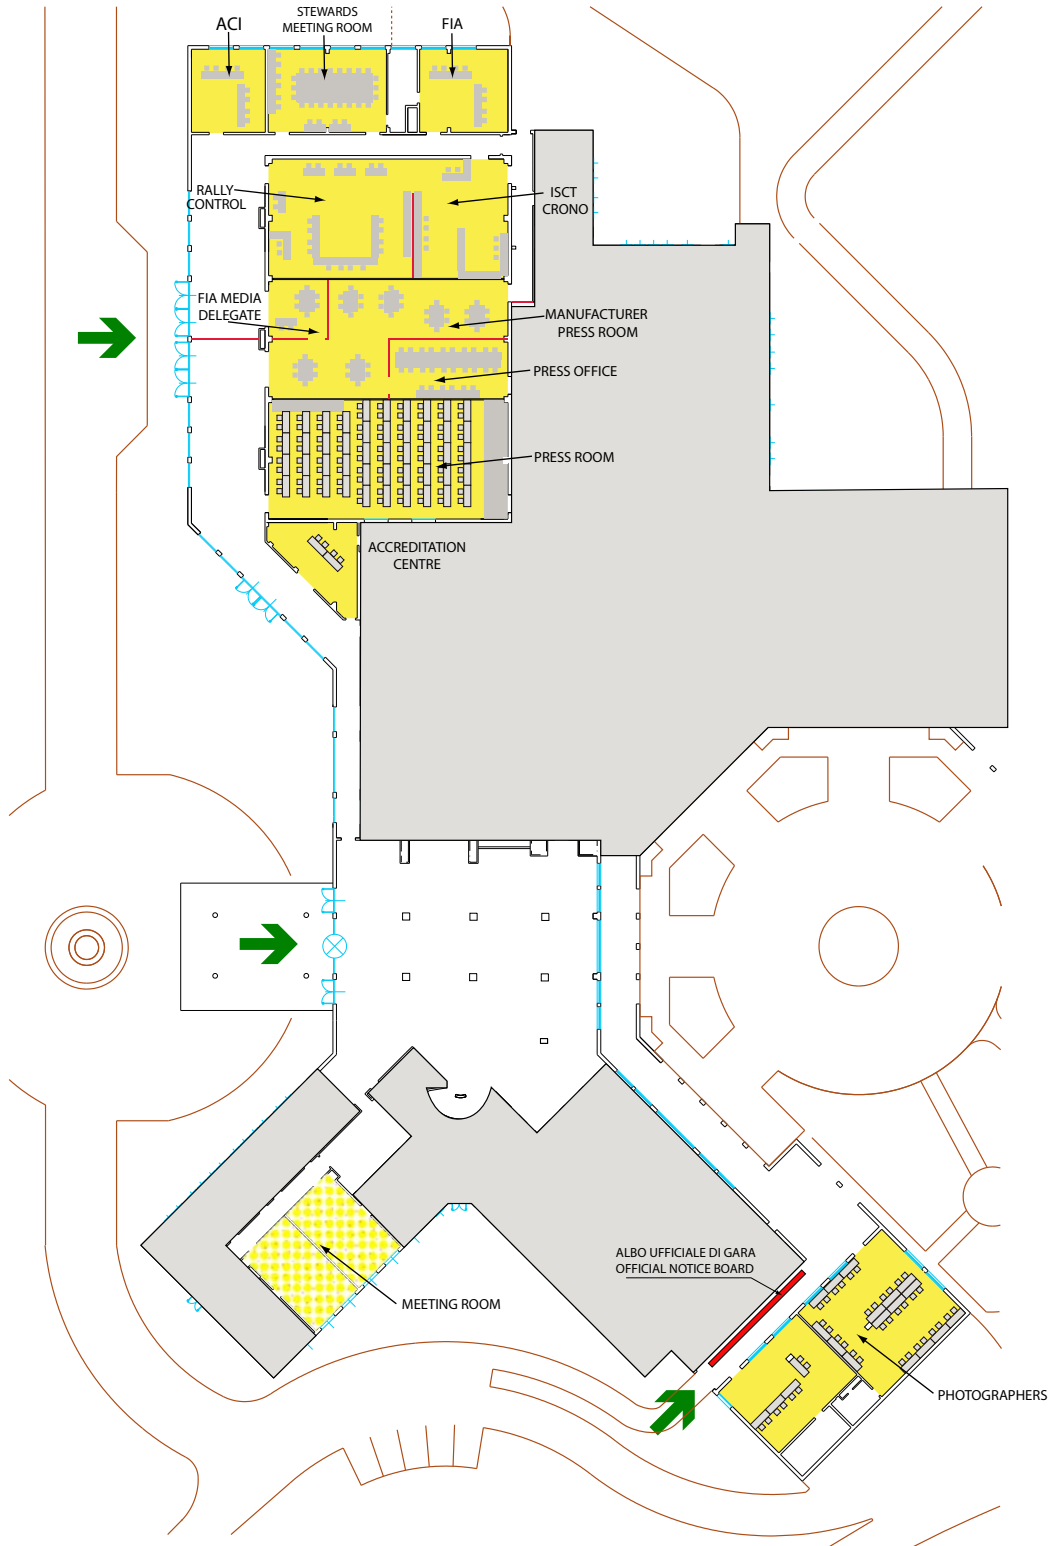 ACI
STEWARDS
MEETING ROOM
FIA
RALLY
CONTROL
ISCT
CRONO
FIA MEDIA
DELEGATE
MANUFACTURER
PRESS ROOM
PRESS OFFICE
PRESS ROOM
ACCREDITATION
CENTRE
ALBO UFFICIALE DI GARA
OFFICIAL NOTICE BOARD
MEETING ROOM
PHOTOGRAPHERS